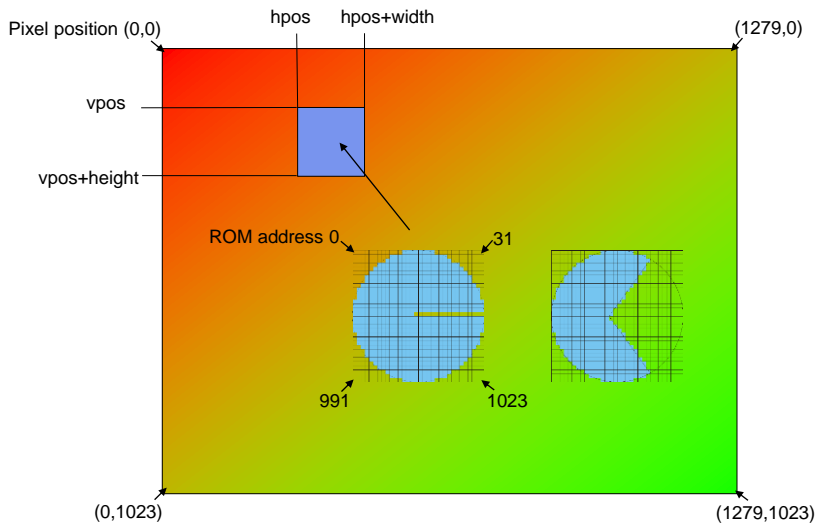 hpos
hpos+width
Pixel position (0,0)
(1279,0)
vpos
vpos+height
ROM address 0
31
991
1023
(0,1023)
(1279,1023)